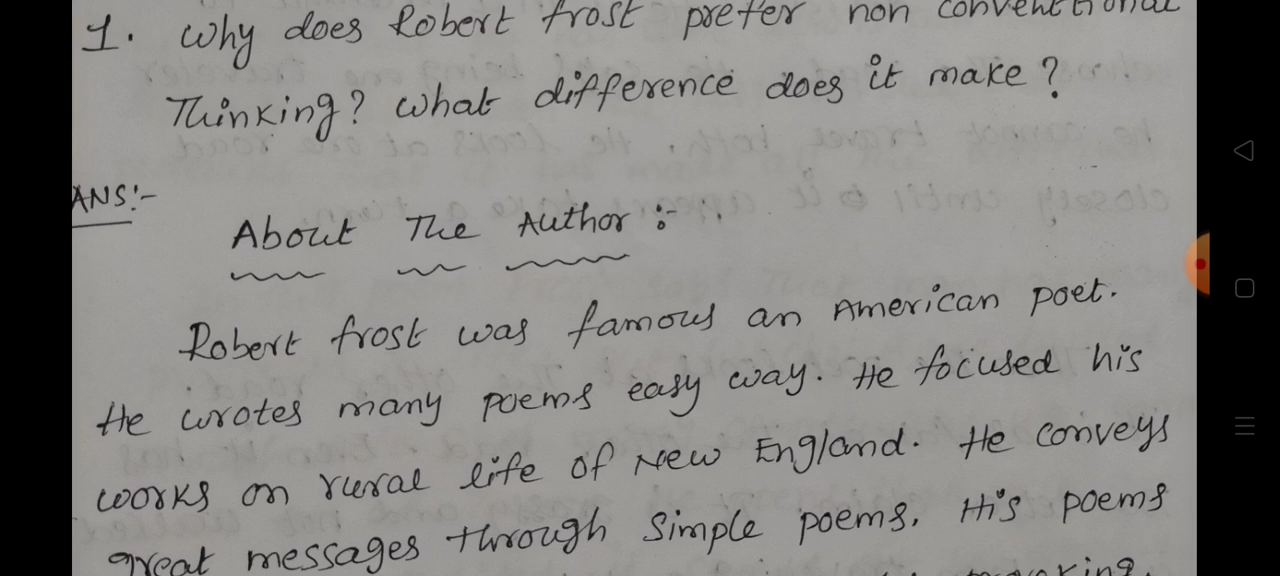 1. Why does Robert frost prefer non conventional
Thinking? What difference does it make?
ANS:-
About The Author :-
Robert frost was famous an American poet.
He wrotes many poems easy way. He focused his
works on rural life of New England. He conveys
great messages through Simple poems. His poems